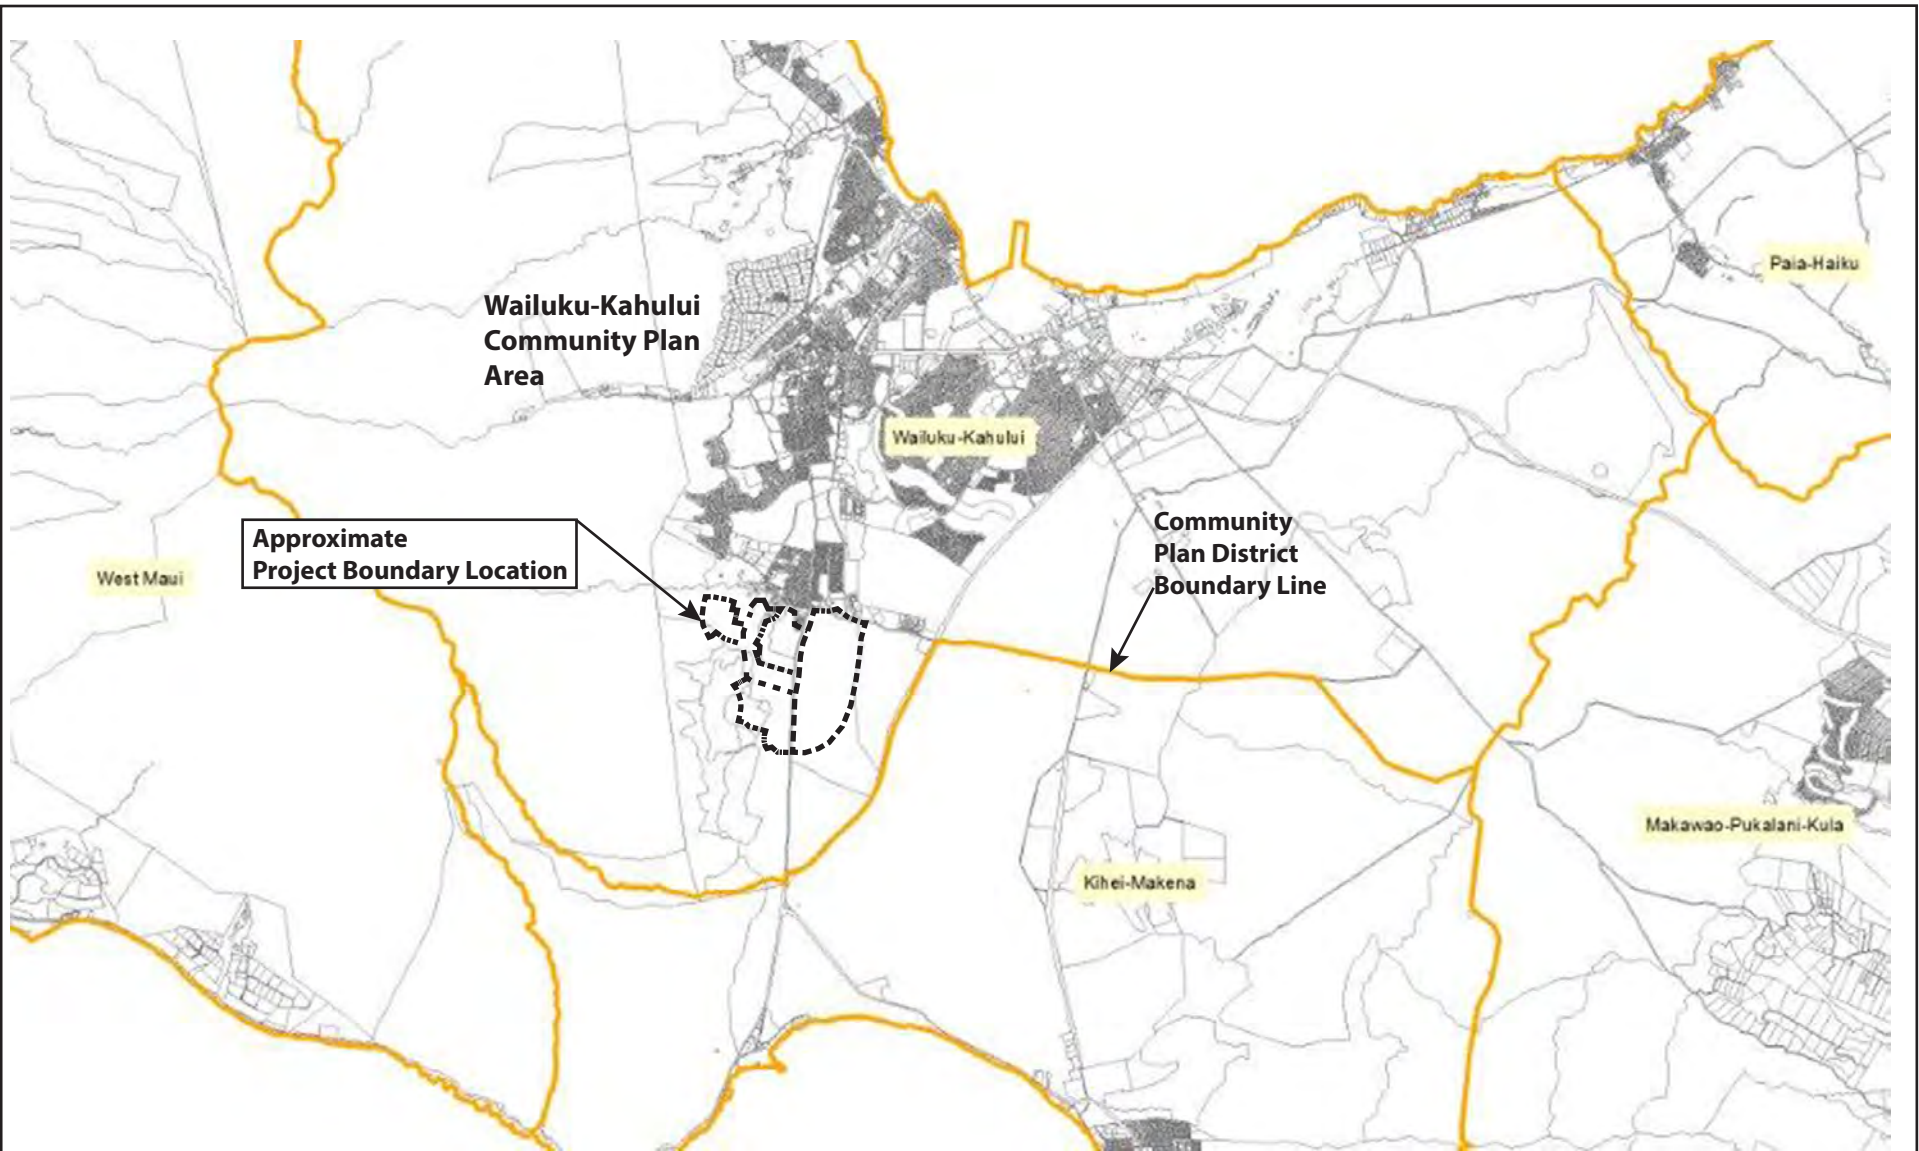 Paia-Haiku
Wailuku-Kahului
Community Plan
Area
Wailuku-Kahului
Approximate
Project Boundary Location
Community
Plan District
Boundary Line
West Maui
Makawao-Pukalani-Kula
Kihei-Makena